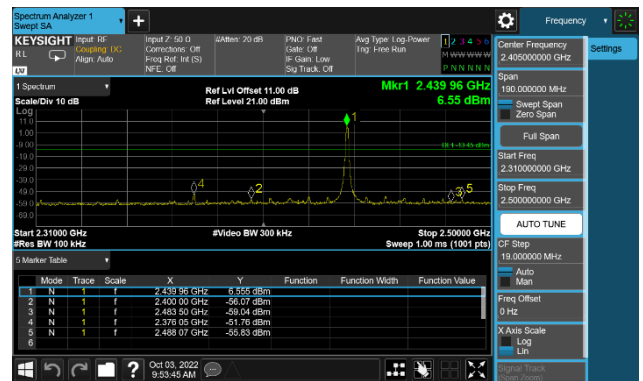 Spectrum Analyzer 1
Swept SA
Frequency
KEYSIGHT
RL
Input: RF
Coupling: DC
Align: Auto
Input Z: 50 Ω
Corrections: Off
Freq Ref: Int (S)
NFE: Off
#Atten: 20 dB
PNO: Fast
Gate: Off
IF Gain: Low
Sig Track: Off
Avg Type: Log-Power
Trig: Free Run
1 2 3 4 5 6
M W W W W W
P N N N N N
1 Spectrum
Scale/Div 10 dB
Ref Lvl Offset 11.00 dB
Ref Level 21.00 dBm
Mkr1 2.439 96 GHz
6.55 dBm
Log
11.0
1.00
-9.00
-19.0
-29.0
-39.0
-49.0
-59.0
-69.0
1
4
2
3
5
Start 2.31000 GHz
#Res BW 100 kHz
#Video BW 300 kHz
Stop 2.50000 GHz
Sweep 1.00 ms (1001 pts)
5 Marker Table
Mode Trace Scale X Y Function Function Width Function Value
1 N 1 f 2.439 96 GHz 6.555 dBm
2 N 1 f 2.400 00 GHz -56.07 dBm
3 N 1 f 2.483 50 GHz -59.04 dBm
4 N 1 f 2.376 05 GHz -51.76 dBm
5 N 1 f 2.488 07 GHz -55.83 dBm
6
Oct 03, 2022
9:53:45 AM
?
Center Frequency
2.405000000 GHz
Settings
Span
190.000000 MHz
Swept Span
Zero Span
Full Span
Start Freq
2.310000000 GHz
Stop Freq
2.500000000 GHz
AUTO TUNE
CF Step
19.000000 MHz
Auto
Man
Freq Offset
0 Hz
X Axis Scale
Log
Lin
Signal Track
(Span Zoom)